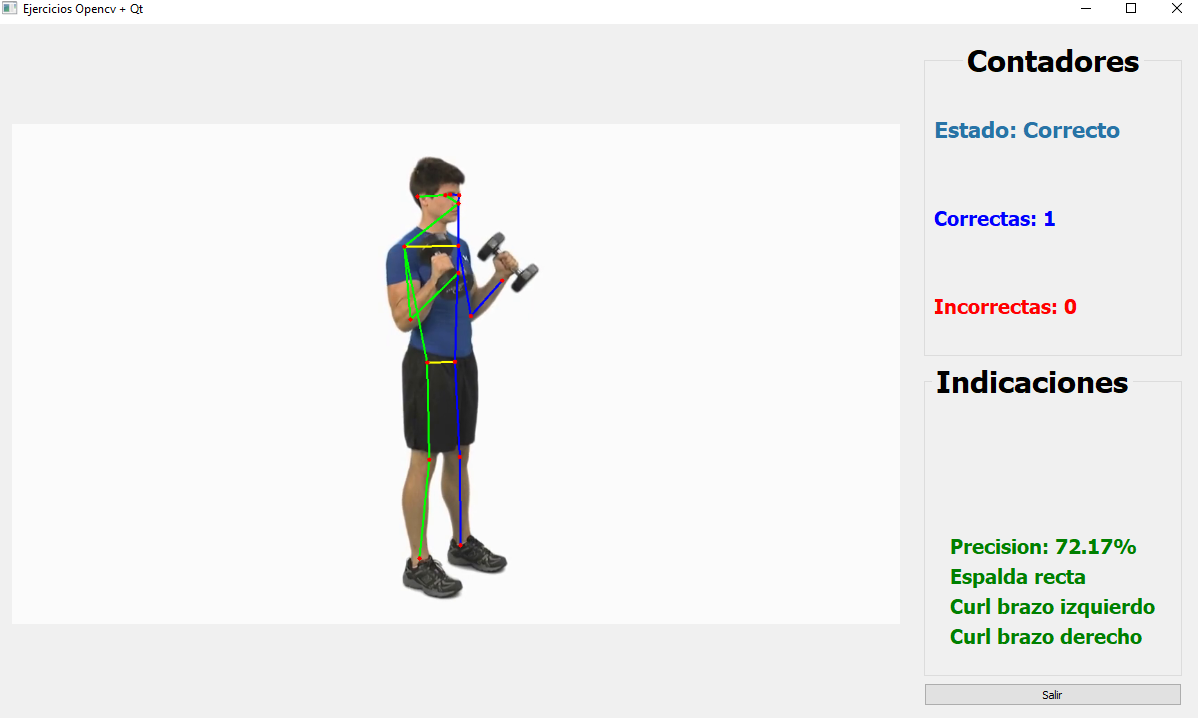 Ejercicios Opencv + Qt
Contadores
Estado: Correcto
Correctas: 1
Incorrectas: 0
Indicaciones
Precision: 72.17%
Espalda recta
Curl brazo izquierdo
Curl brazo derecho
Salir